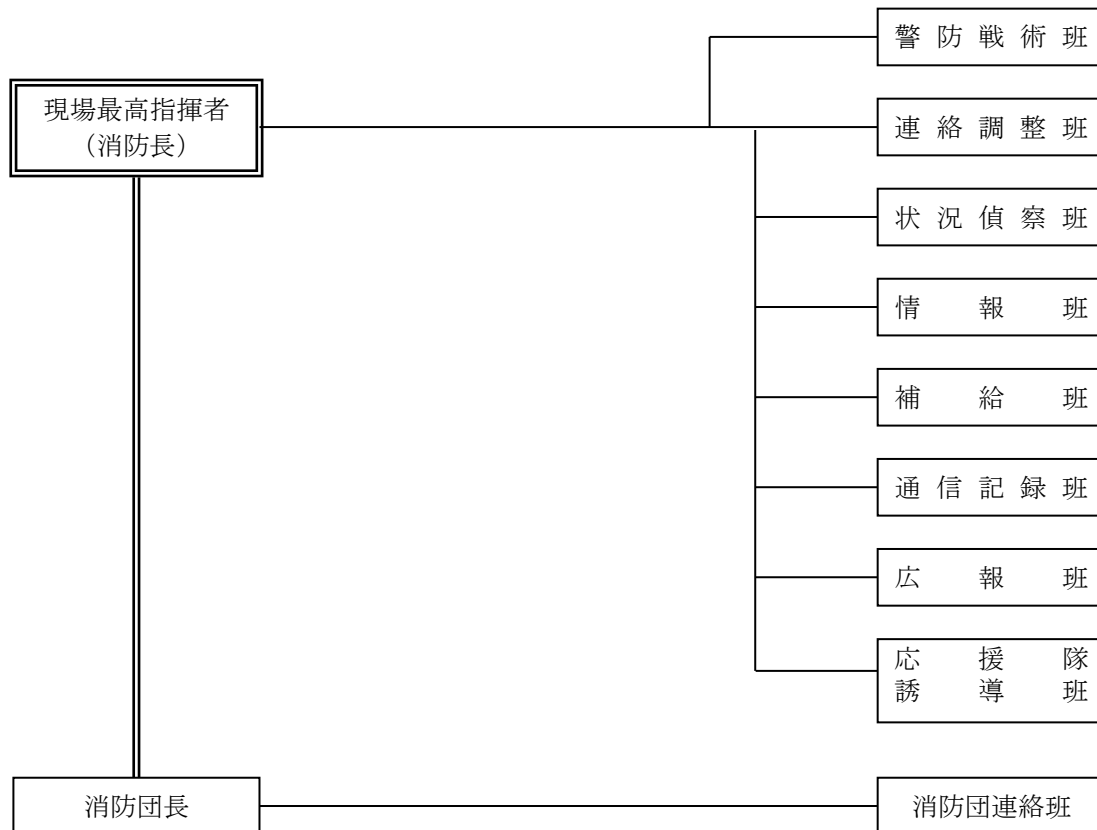 警防戦術班
現場最高指揮者
(消防長)
連絡調整班
状況偵察班
情報班
補給班
通信記録班
広報班
応援隊
誘導班
消防団長
消防団連絡班